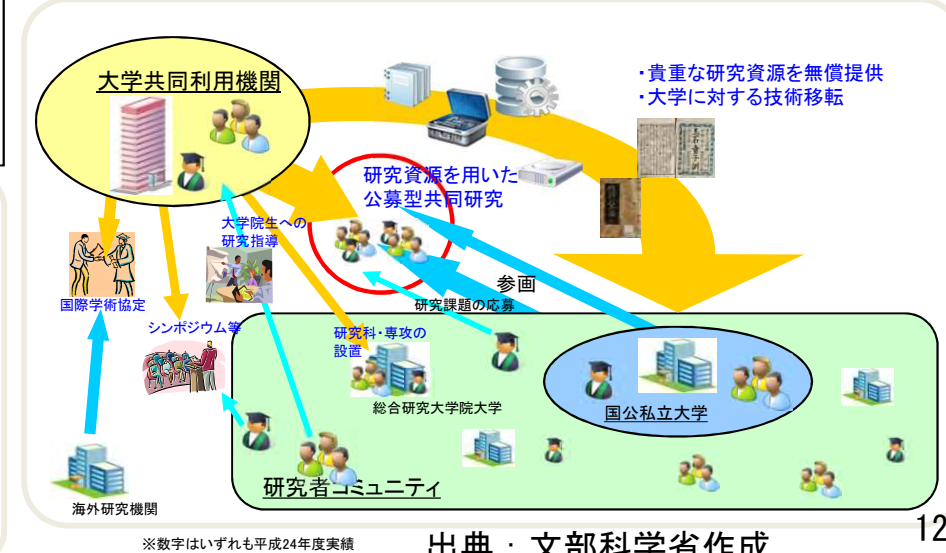 大学共同利用機関
・貴重な研究資源を無償提供
・大学に対する技術移転
研究資源を用いた
公募型共同研究
大学院生への
研究指導
国際学術協定
シンポジウム等
参画
研究課題の応募
研究科・専攻の
設置
総合研究大学院大学
国公私立大学
研究者コミュニティ
海外研究機関
※数字はいずれも平成24年度実績
出典：文部科学省作成
12